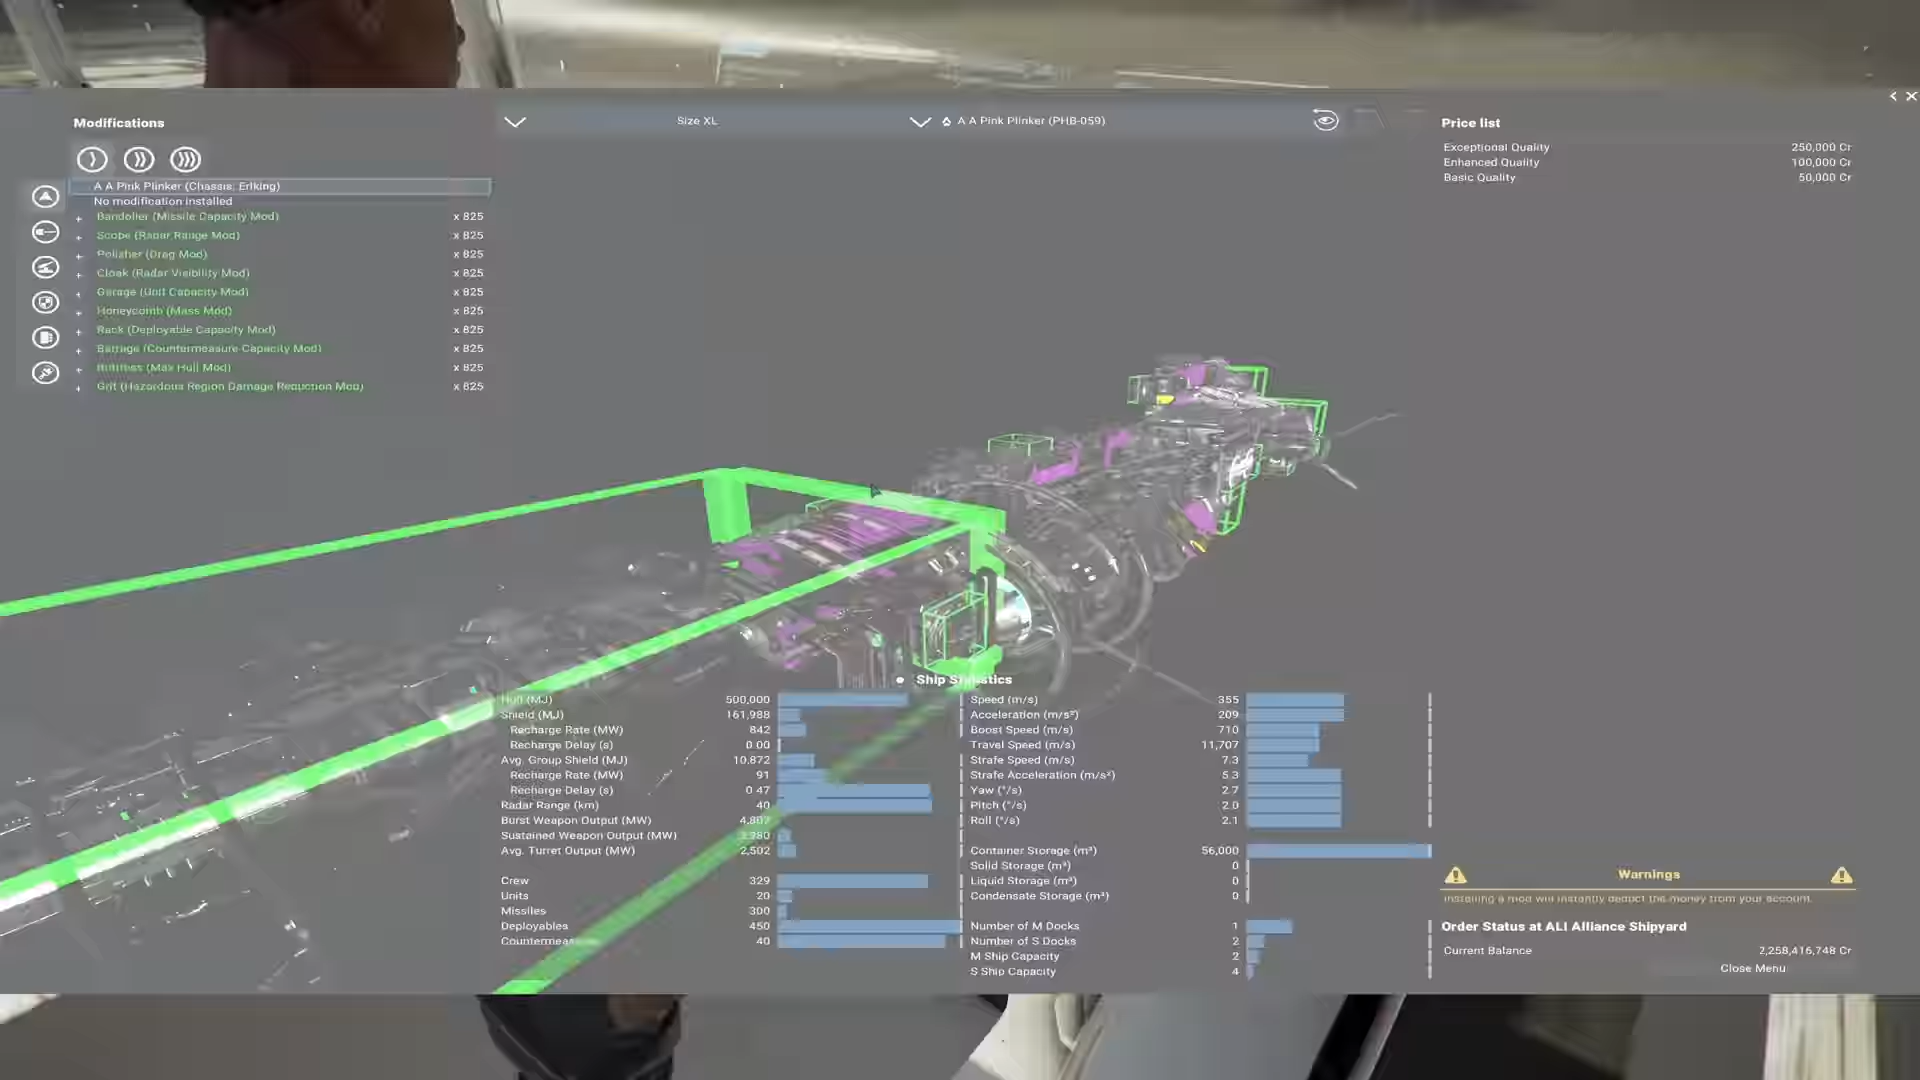 Modifications
Size XL
A A Pink Plinker (PHB-059)
A A Pink Plinker (Chassis: Erlking)
No modification installed
Bandolier (Missile Capacity Mod) x 825
Scope (Radar Range Mod) x 825
Polisher (Drag Mod) x 825
Cloak (Radar Visibility Mod) x 825
Garage (Unit Capacity Mod) x 825
Honeycomb (Mass Mod) x 825
Rack (Deployable Capacity Mod) x 825
Barrage (Countermeasure Capacity Mod) x 825
(Max Hull Mod) x 825
Grit (Hazardous Region Damage Reduction Mod) x 825
Price list
Exceptional Quality 250,000 Cr
Enhanced Quality 100,000 Cr
Basic Quality 50,000 Cr
Ship Statistics
Hull (MJ) 500,000
Shield (MJ) 161,988
Recharge Rate (MW) 842
Recharge Delay (s) 0.00
Avg. Group Shield (MJ) 10,872
Recharge Rate (MW) 91
Recharge Delay (s) 0.47
Radar Range (km) 40
Burst Weapon Output (MW) 4,807
Sustained Weapon Output (MW)
Avg. Turret Output (MW) 2,502
Crew 329
Units 20
Missiles 300
Deployables 450
Countermeasures 40
Speed (m/s) 355
Acceleration (m/s²) 209
Boost Speed (m/s) 710
Travel Speed (m/s) 11,707
Strafe Speed (m/s) 7.3
Strafe Acceleration (m/s²) 5.3
Yaw (°/s) 2.7
Pitch (°/s) 2.0
Roll (°/s) 2.1
Container Storage (m³) 56,000
Solid Storage (m³) 0
Liquid Storage (m³) 0
Condensate Storage (m³) 0
Number of M Docks 1
Number of S Docks 2
M Ship Capacity 2
S Ship Capacity 4
Warnings
Installing a mod will instantly deduct the money from your account.
Order Status at ALI Alliance Shipyard
Current Balance 2,258,416,748 Cr
Close Menu